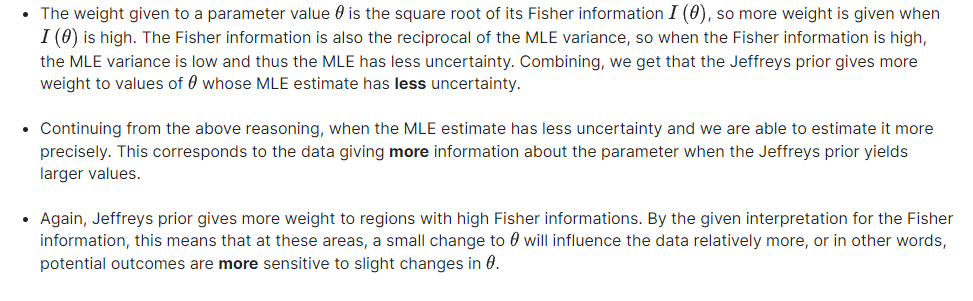 • The weight given to a parameter value θ is the square root of its Fisher information I (θ), so more weight is given when
I (θ) is high. The Fisher information is also the reciprocal of the MLE variance, so when the Fisher information is high,
the MLE variance is low and thus the MLE has less uncertainty. Combining, we get that the Jeffreys prior gives more
weight to values of θ whose MLE estimate has less uncertainty.
• Continuing from the above reasoning, when the MLE estimate has less uncertainty and we are able to estimate it more
precisely. This corresponds to the data giving more information about the parameter when the Jeffreys prior yields
larger values.
• Again, Jeffreys prior gives more weight to regions with high Fisher informations. By the given interpretation for the Fisher
information, this means that at these areas, a small change to θ will influence the data relatively more, or in other words,
potential outcomes are more sensitive to slight changes in θ.